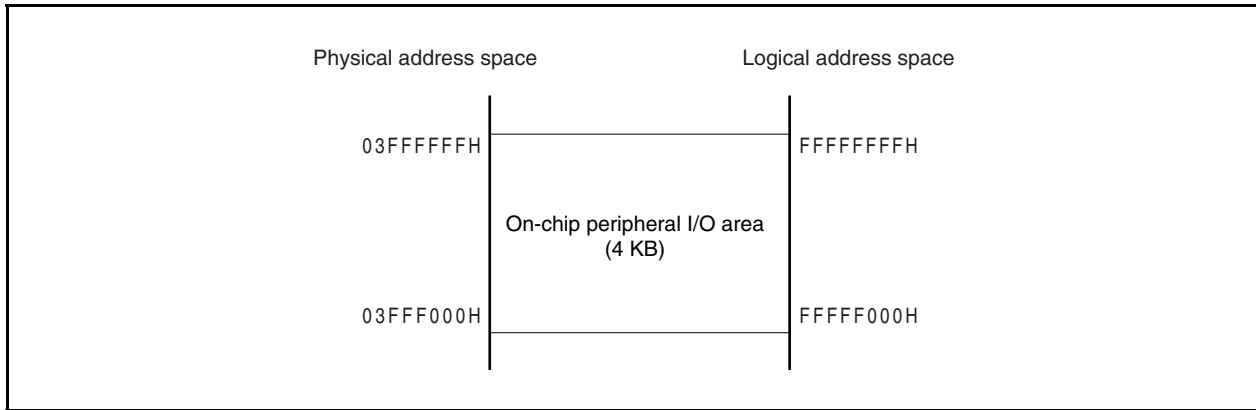 Physical address space
Logical address space
03FFFFFFH
FFFFFFFFH
On-chip peripheral I/O area
(4 KB)
03FFF000H
FFFFF000H